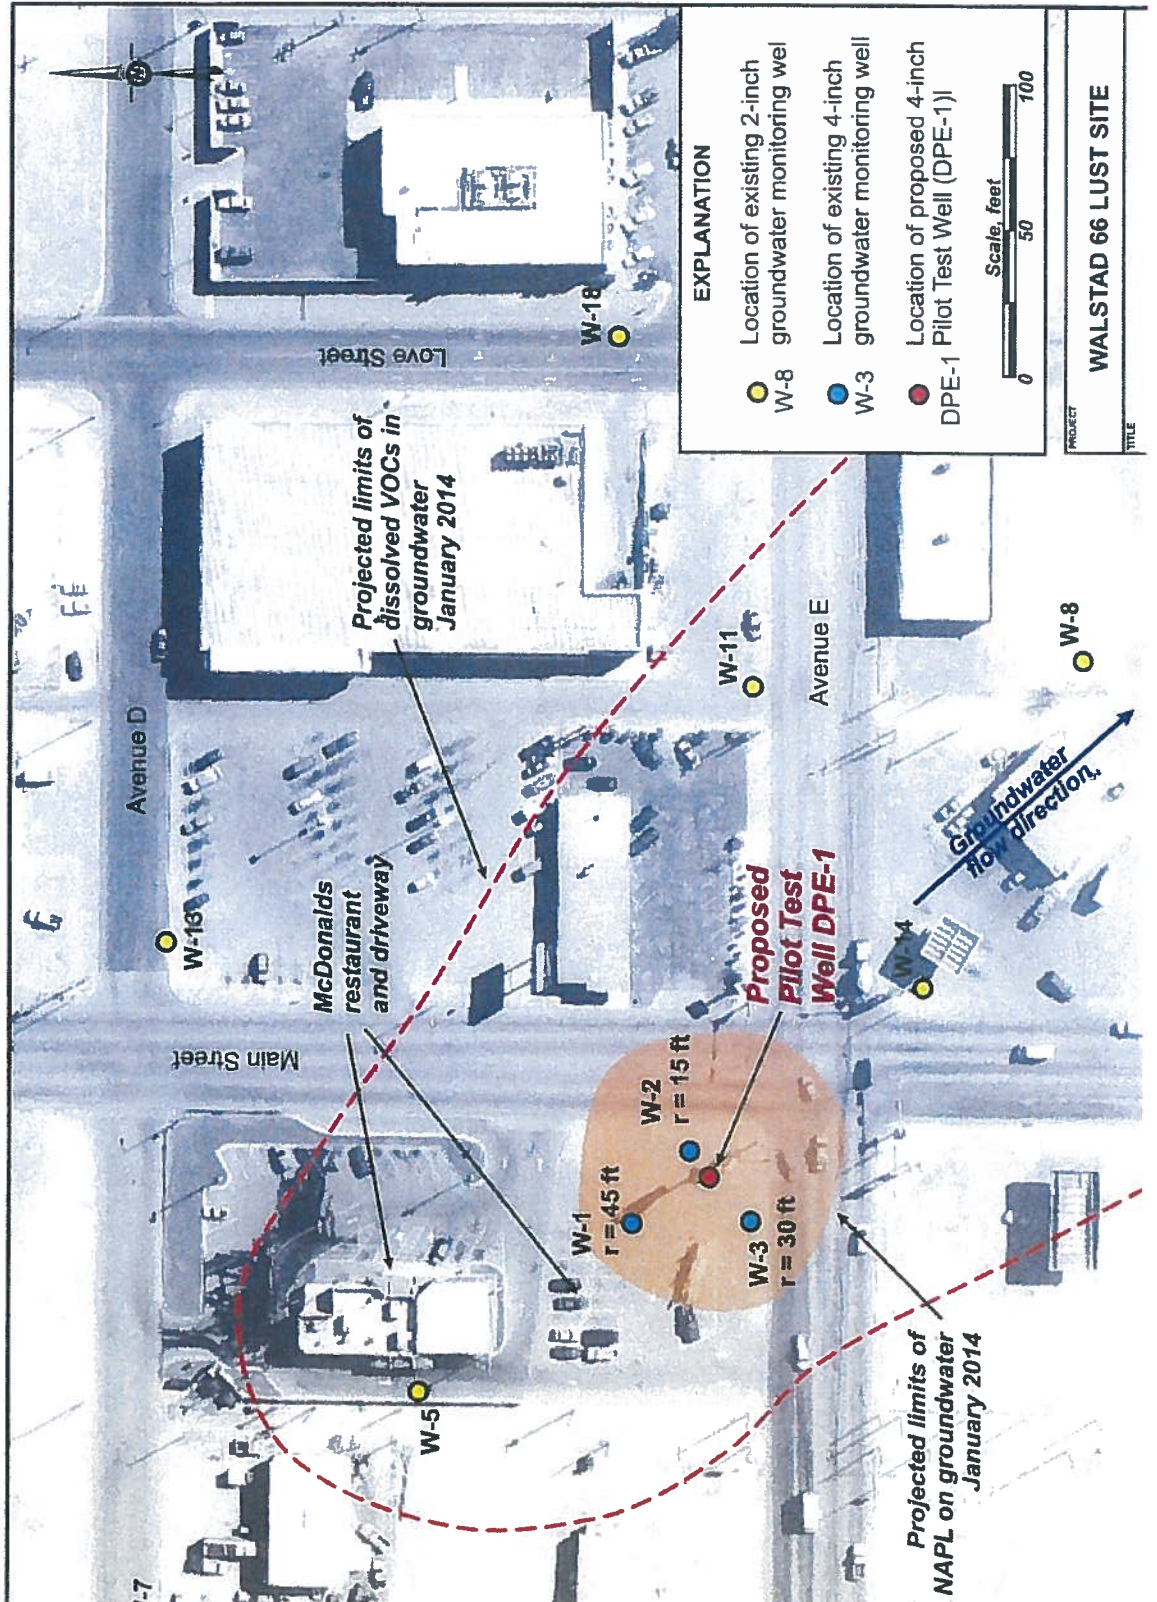 Avenue D
W-13
McDonalds
restaurant
and driveway
Main Street
Projected limits of
dissolved VOCs in
groundwater
January 2014
Love Street
W-18
W-5
-7
W-1
r = 45 ft
W-2
r = 15 ft
W-3
r = 30 ft
Proposed
Pilot Test
Well DPE-1
W-11
Avenue E
W-14
W-8
Groundwater
flow direction
Projected limits of
NAPL on groundwater
January 2014
EXPLANATION
W-8
Location of existing 2-inch
groundwater monitoring wel
W-3
Location of existing 4-inch
groundwater monitoring well
Location of proposed 4-inch
DPE-1 Pilot Test Well (DPE-1)l
Scale, feet
0 50 100
PROJECT
WALSTAD 66 LUST SITE
TITLE